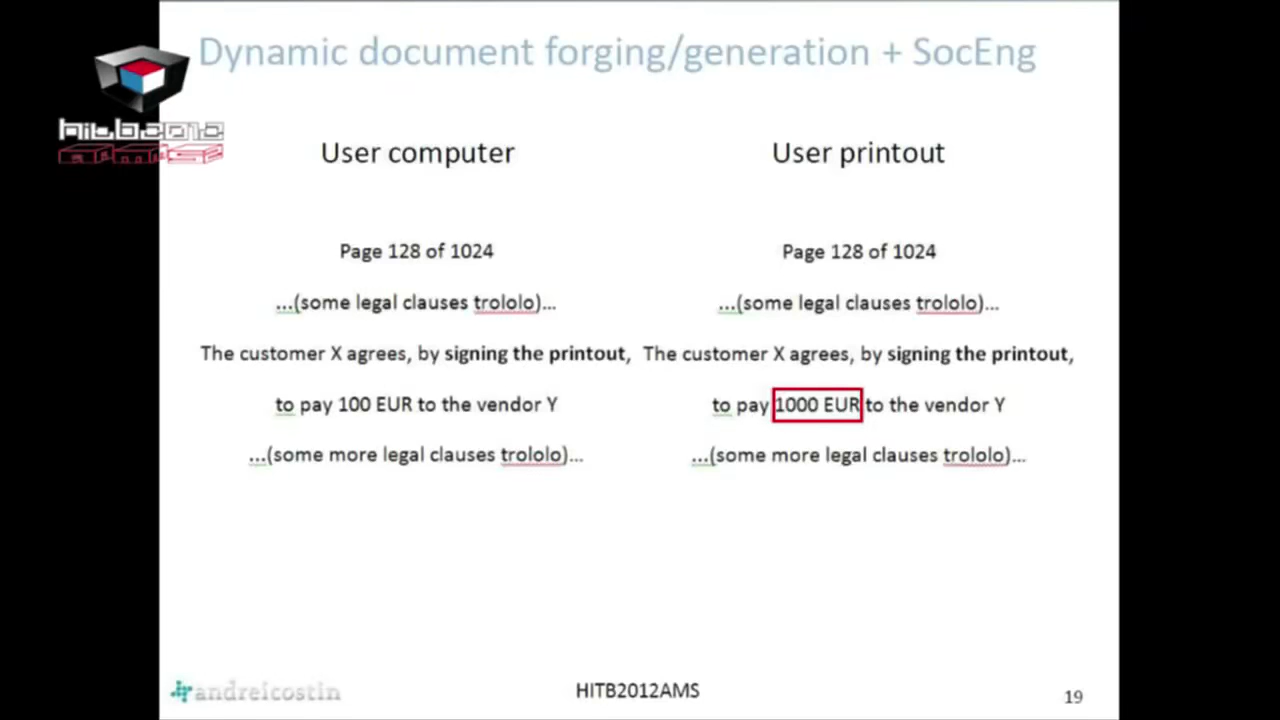 Dynamic document forging/generation + SocEng
hitb2012
amse
User computer
Page 128 of 1024
...(some legal clauses trololo)...
The customer X agrees, by signing the printout,
to pay 100 EUR to the vendor Y
...(some more legal clauses trololo)...
User printout
Page 128 of 1024
...(some legal clauses trololo)...
The customer X agrees, by signing the printout,
to pay 1000 EUR to the vendor Y
...(some more legal clauses trololo)...
andreicostin
HITB2012AMS
19